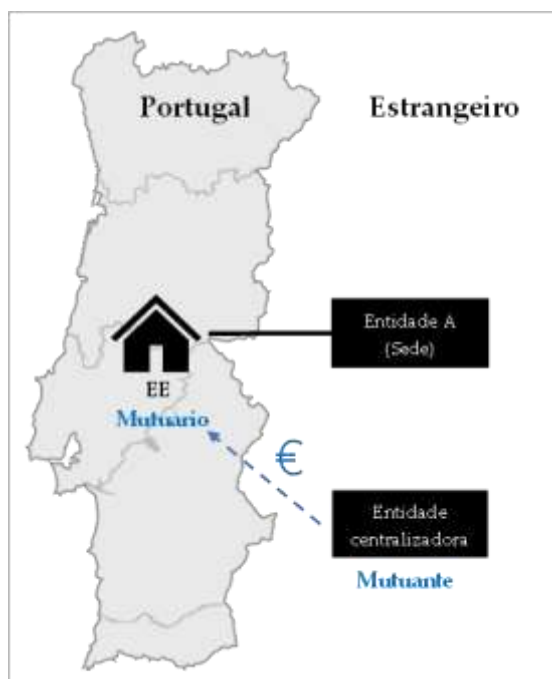 Portugal
Estrangeiro
Entidade A
(Sede)
EE
Mutuario
€
Entidade
centralizadora
Mutuante